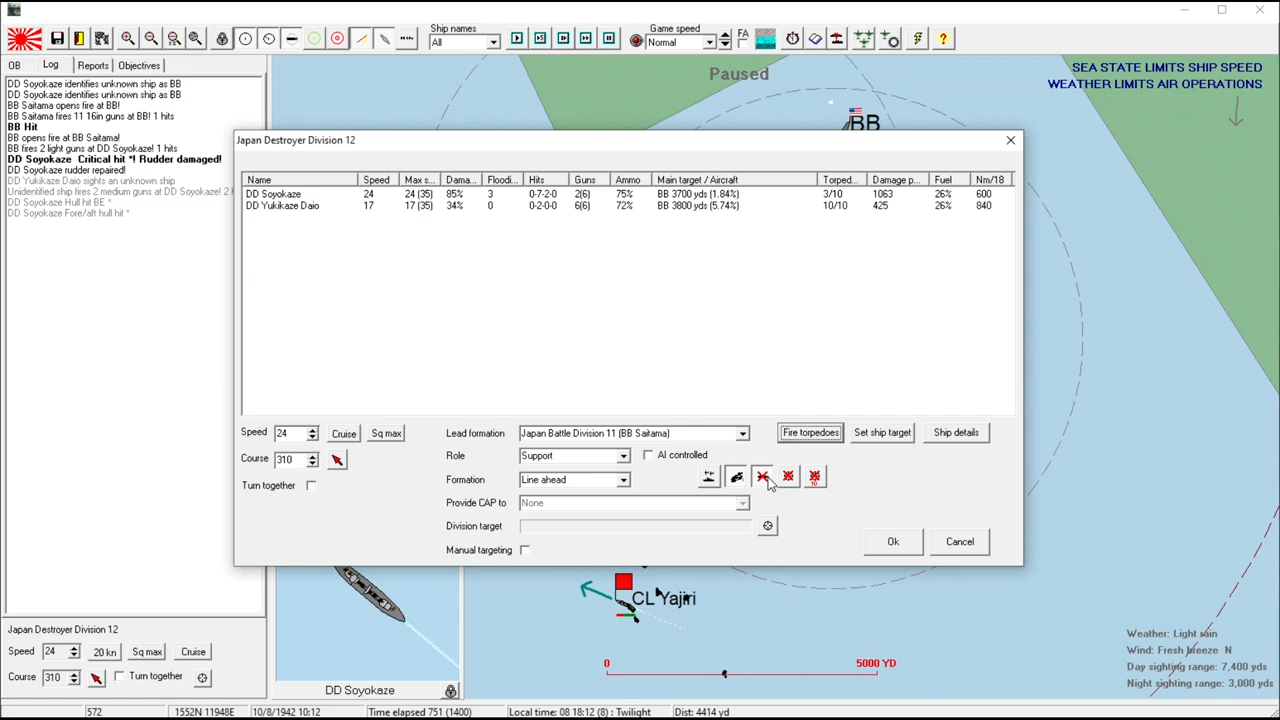 Ship names
All
Game speed
Normal
FA
?
OB Log Reports Objectives
DD Soyokaze identifies unknown ship as BB
DD Soyokaze identifies unknown ship as BB
BB Saitama opens fire at BB!
BB Saitama fires 11 16in guns at BB! 1 hits
BB Hit
BB opens fire at BB Saitama!
BB fires 2 light guns at DD Soyokaze! 1 hits
DD Soyokaze Critical hit *! Rudder damaged!
DD Soyokaze rudder repaired!
DD Yukikaze Daio sights an unknown ship
Unidentified ship fires 2 medium guns at DD Soyokaze! 2 h
DD Soyokaze Hull hit BE *
DD Soyokaze Fore/aft hull hit *
Paused
SEA STATE LIMITS SHIP SPEED
WEATHER LIMITS AIR OPERATIONS
BB
Japan Destroyer Division 12
Name Speed Max s... Dama... Floodi... Hits Guns Ammo Main target / Aircraft Torped... Damage p... Fuel Nm/18
DD Soyokaze 24 24 (35) 85% 3 0-7-2-0 2(6) 75% BB 3700 yds (1.84%) 3/10 1063 26% 600
DD Yukikaze Daio 17 17 (35) 34% 0 0-2-0-0 6(6) 72% BB 3800 yds (5.74%) 10/10 425 26% 840
Speed 24 Cruise Sq max
Course 310
Turn together
Lead formation Japan Battle Division 11 (BB Saitama)
Role Support AI controlled
Formation Line ahead
Provide CAP to None
Division target
Manual targeting
Fire torpedoes Set ship target Ship details
10
Ok Cancel
CL Yajiri
0 5000 YD
Weather: Light rain
Wind: Fresh breeze N
Day sighting range: 7,400 yds
Night sighting range: 3,000 yds
Japan Destroyer Division 12
Speed 24 20 kn Sq max Cruise
Course 310 Turn together
DD Soyokaze
572 1552N 11948E 10/8/1942 10:12 Time elapsed 751 (1400) Local time: 08 18:12 (8) : Twilight Dist: 4414 yd